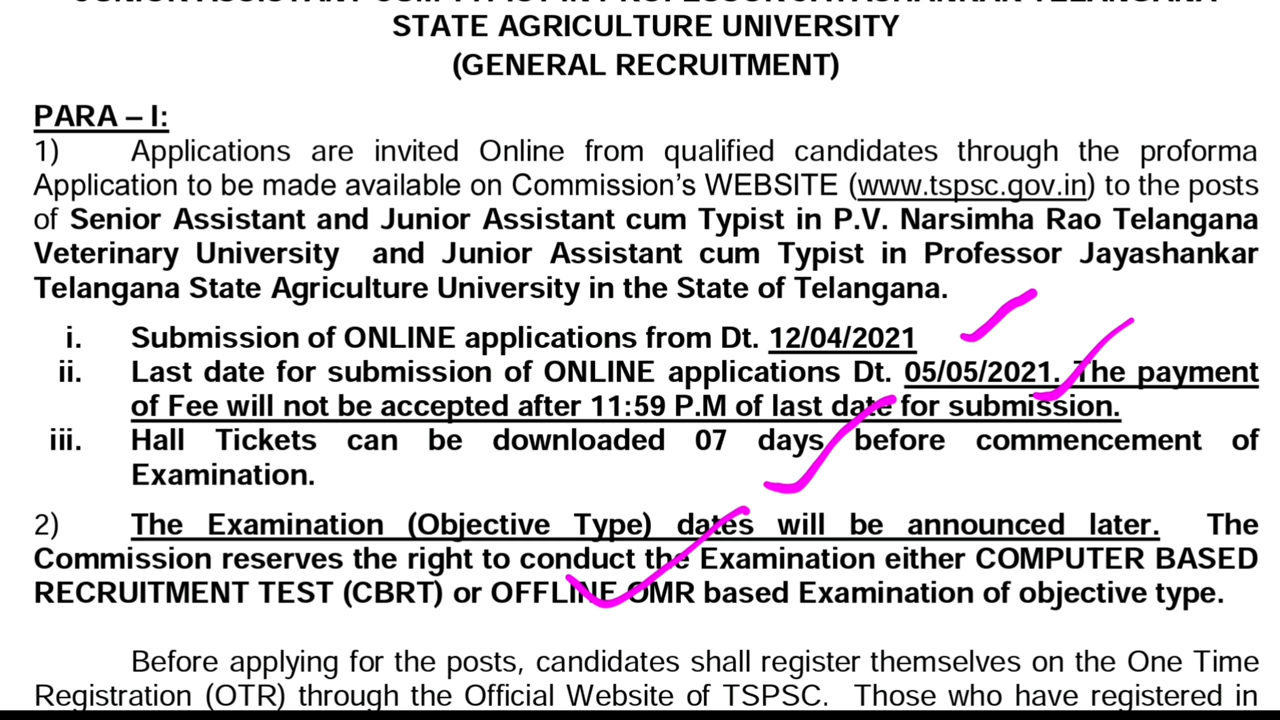 JUNIOR ASSISTANT CUM TYPIST IN PROFESSOR JAYASHANKAR TELANGANA
STATE AGRICULTURE UNIVERSITY
(GENERAL RECRUITMENT)
PARA – I:
1) Applications are invited Online from qualified candidates through the proforma
Application to be made available on Commission's WEBSITE (www.tspsc.gov.in) to the posts
of Senior Assistant and Junior Assistant cum Typist in P.V. Narsimha Rao Telangana
Veterinary University and Junior Assistant cum Typist in Professor Jayashankar
Telangana State Agriculture University in the State of Telangana.
i. Submission of ONLINE applications from Dt. 12/04/2021
ii. Last date for submission of ONLINE applications Dt. 05/05/2021. The payment
of Fee will not be accepted after 11:59 P.M of last date for submission.
iii. Hall Tickets can be downloaded 07 days before commencement of
Examination.
2) The Examination (Objective Type) dates will be announced later. The
Commission reserves the right to conduct the Examination either COMPUTER BASED
RECRUITMENT TEST (CBRT) or OFFLINE OMR based Examination of objective type.
Before applying for the posts, candidates shall register themselves on the One Time
Registration (OTR) through the Official Website of TSPSC. Those who have registered in